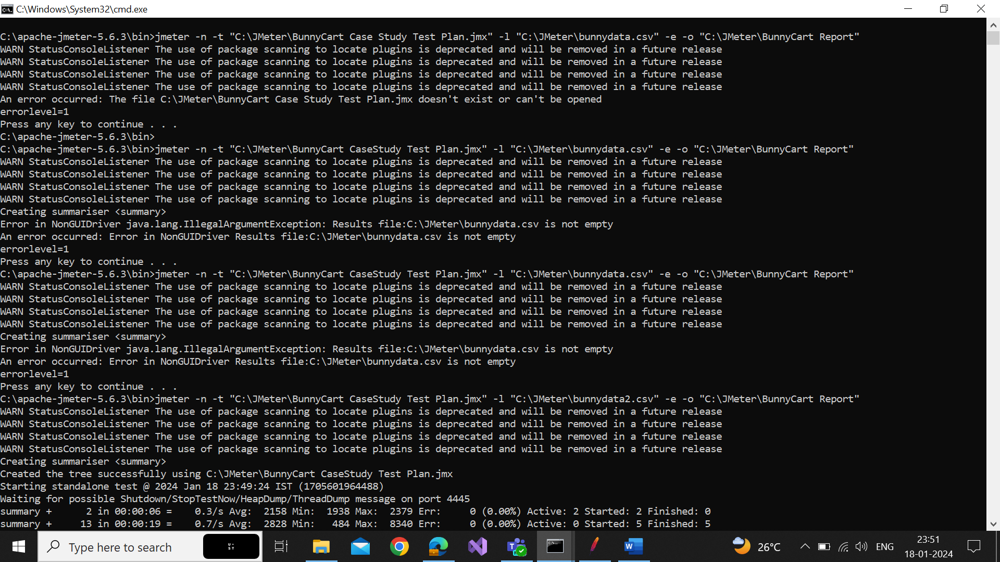 C:\Windows\System32\cmd.exe
C:\apache-jmeter-5.6.3\bin>jmeter -n -t "C:\JMeter\BunnyCart Case Study Test Plan.jmx" -l "C:\JMeter\bunnydata.csv" -e -o "C:\JMeter\BunnyCart Report"
WARN StatusConsoleListener The use of package scanning to locate plugins is deprecated and will be removed in a future release
WARN StatusConsoleListener The use of package scanning to locate plugins is deprecated and will be removed in a future release
WARN StatusConsoleListener The use of package scanning to locate plugins is deprecated and will be removed in a future release
WARN StatusConsoleListener The use of package scanning to locate plugins is deprecated and will be removed in a future release
An error occurred: The file C:\JMeter\BunnyCart Case Study Test Plan.jmx doesn't exist or can't be opened
errorlevel=1
Press any key to continue . . .
C:\apache-jmeter-5.6.3\bin>
C:\apache-jmeter-5.6.3\bin>jmeter -n -t "C:\JMeter\BunnyCart CaseStudy Test Plan.jmx" -l "C:\JMeter\bunnydata.csv" -e -o "C:\JMeter\BunnyCart Report"
WARN StatusConsoleListener The use of package scanning to locate plugins is deprecated and will be removed in a future release
WARN StatusConsoleListener The use of package scanning to locate plugins is deprecated and will be removed in a future release
WARN StatusConsoleListener The use of package scanning to locate plugins is deprecated and will be removed in a future release
WARN StatusConsoleListener The use of package scanning to locate plugins is deprecated and will be removed in a future release
Creating summariser <summary>
Error in NonGUIDriver java.lang.IllegalArgumentException: Results file:C:\JMeter\bunnydata.csv is not empty
An error occurred: Error in NonGUIDriver Results file:C:\JMeter\bunnydata.csv is not empty
errorlevel=1
Press any key to continue . . .
C:\apache-jmeter-5.6.3\bin>jmeter -n -t "C:\JMeter\BunnyCart CaseStudy Test Plan.jmx" -l "C:\JMeter\bunnydata.csv" -e -o "C:\JMeter\BunnyCart Report"
WARN StatusConsoleListener The use of package scanning to locate plugins is deprecated and will be removed in a future release
WARN StatusConsoleListener The use of package scanning to locate plugins is deprecated and will be removed in a future release
WARN StatusConsoleListener The use of package scanning to locate plugins is deprecated and will be removed in a future release
WARN StatusConsoleListener The use of package scanning to locate plugins is deprecated and will be removed in a future release
Creating summariser <summary>
Error in NonGUIDriver java.lang.IllegalArgumentException: Results file:C:\JMeter\bunnydata.csv is not empty
An error occurred: Error in NonGUIDriver Results file:C:\JMeter\bunnydata.csv is not empty
errorlevel=1
Press any key to continue . . .
C:\apache-jmeter-5.6.3\bin>jmeter -n -t "C:\JMeter\BunnyCart CaseStudy Test Plan.jmx" -l "C:\JMeter\bunnydata2.csv" -e -o "C:\JMeter\BunnyCart Report"
WARN StatusConsoleListener The use of package scanning to locate plugins is deprecated and will be removed in a future release
WARN StatusConsoleListener The use of package scanning to locate plugins is deprecated and will be removed in a future release
WARN StatusConsoleListener The use of package scanning to locate plugins is deprecated and will be removed in a future release
WARN StatusConsoleListener The use of package scanning to locate plugins is deprecated and will be removed in a future release
Creating summariser <summary>
Created the tree successfully using C:\JMeter\BunnyCart CaseStudy Test Plan.jmx
Starting standalone test @ 2024 Jan 18 23:49:24 IST (1705601964488)
Waiting for possible Shutdown/StopTestNow/HeapDump/ThreadDump message on port 4445
summary +      2 in 00:00:06 =    0.3/s Avg:  2158 Min:  1938 Max:  2379 Err:     0 (0.00%) Active: 2 Started: 2 Finished: 0
summary +     13 in 00:00:19 =    0.7/s Avg:  2828 Min:   484 Max:  8340 Err:     0 (0.00%) Active: 0 Started: 5 Finished: 5
Type here to search
26°C
ENG
23:51
18-01-2024